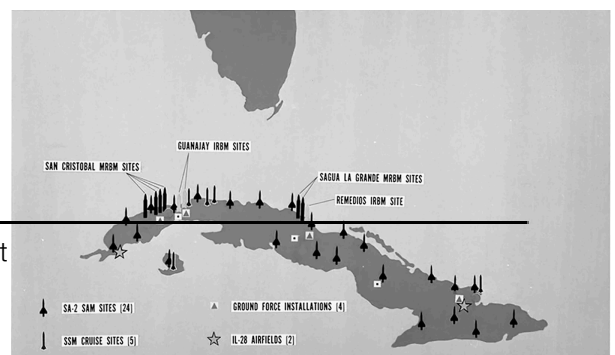 GUANAJAY IRBM SITES
SAN CRISTOBAL MRBM SITES
SAGUA LA GRANDE MRBM SITES
REMEDIOS IRBM SITE
t
SA-2 SAM SITES [24]
GROUND FORCE INSTALLATIONS [4]
SSM CRUISE SITES [5]
IL-28 AIRFIELDS [2]